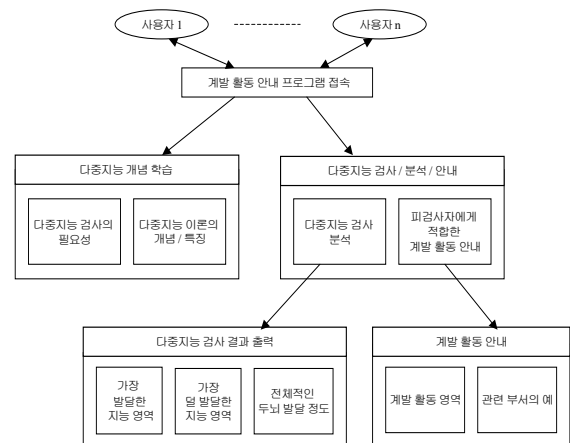 사용자 1
사용자 n
계발 활동 안내 프로그램 접속
다중지능 개념 학습
다중지능 검사의
필요성
다중지능 이론의
개념 / 특징
다중지능 검사 / 분석 / 안내
다중지능 검사
분석
피검사자에게
적합한
계발 활동 안내
다중지능 검사 결과 출력
가장
발달한
지능 영역
가장
덜 발달한
지능 영역
전체적인
두뇌 발달 정도
계발 활동 안내
계발 활동 영역
관련 부서의 예